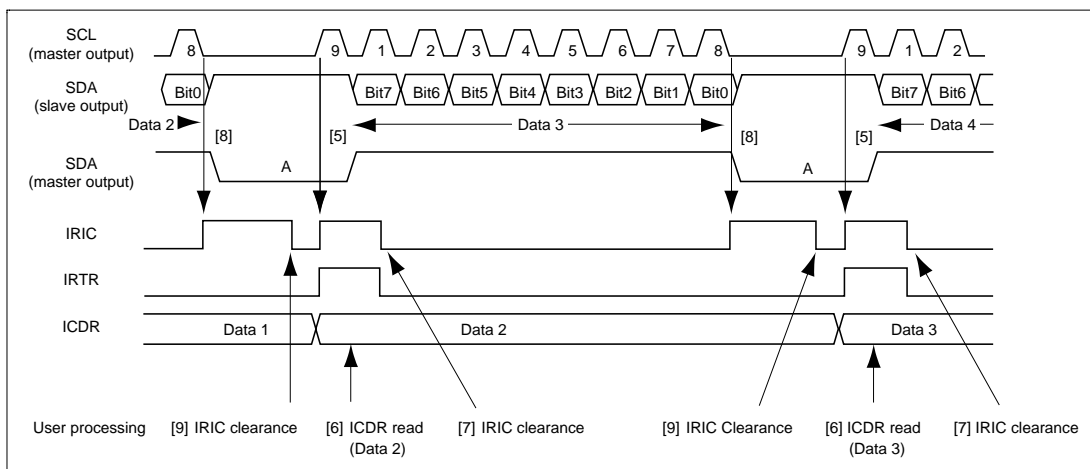 SCL
(master output)
8 9 1 2 3 4 5 6 7 8 9 1 2
SDA
(slave output)
Bit0 Bit7 Bit6 Bit5 Bit4 Bit3 Bit2 Bit1 Bit0 Bit7 Bit6
Data 2 [8] [5] Data 3 [8] [5] Data 4
SDA
(master output)
A A
IRIC
IRTR
ICDR Data 1 Data 2 Data 3
User processing [9] IRIC clearance [6] ICDR read
(Data 2) [7] IRIC clearance [9] IRIC Clearance [6] ICDR read
(Data 3) [7] IRIC clearance